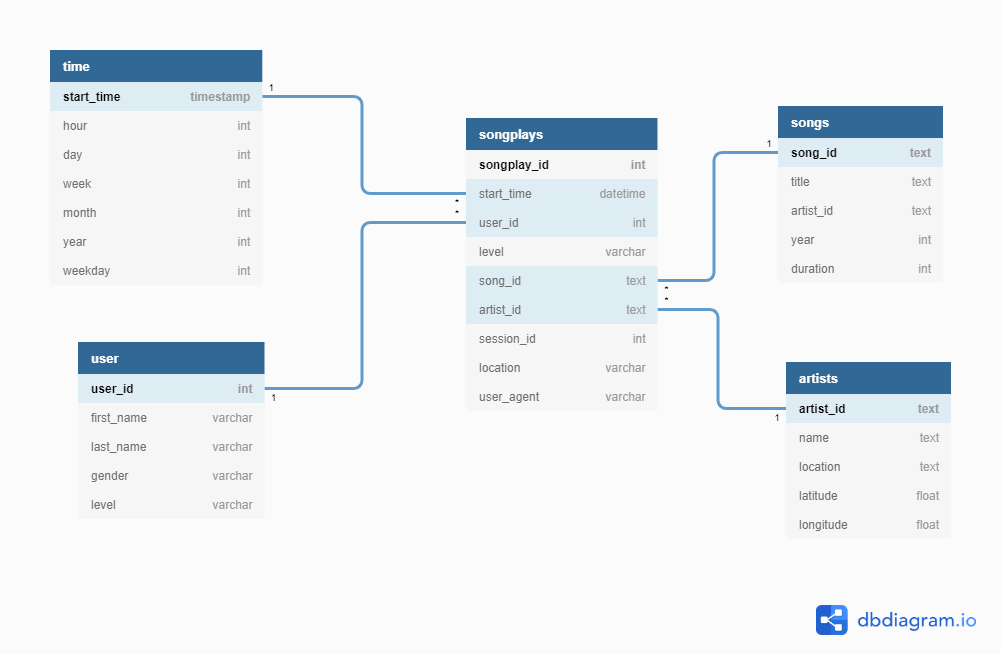 time
start_time timestamp
hour int
day int
week int
month int
year int
weekday int
1
user
user_id int
first_name varchar
last_name varchar
gender varchar
level varchar
1
songplays
songplay_id int
start_time datetime
user_id int
level varchar
song_id text
artist_id text
session_id int
location varchar
user_agent varchar
*
*
*
*
songs
song_id text
title text
artist_id text
year int
duration int
1
artists
artist_id text
name text
location text
latitude float
longitude float
1
dbdiagram.io